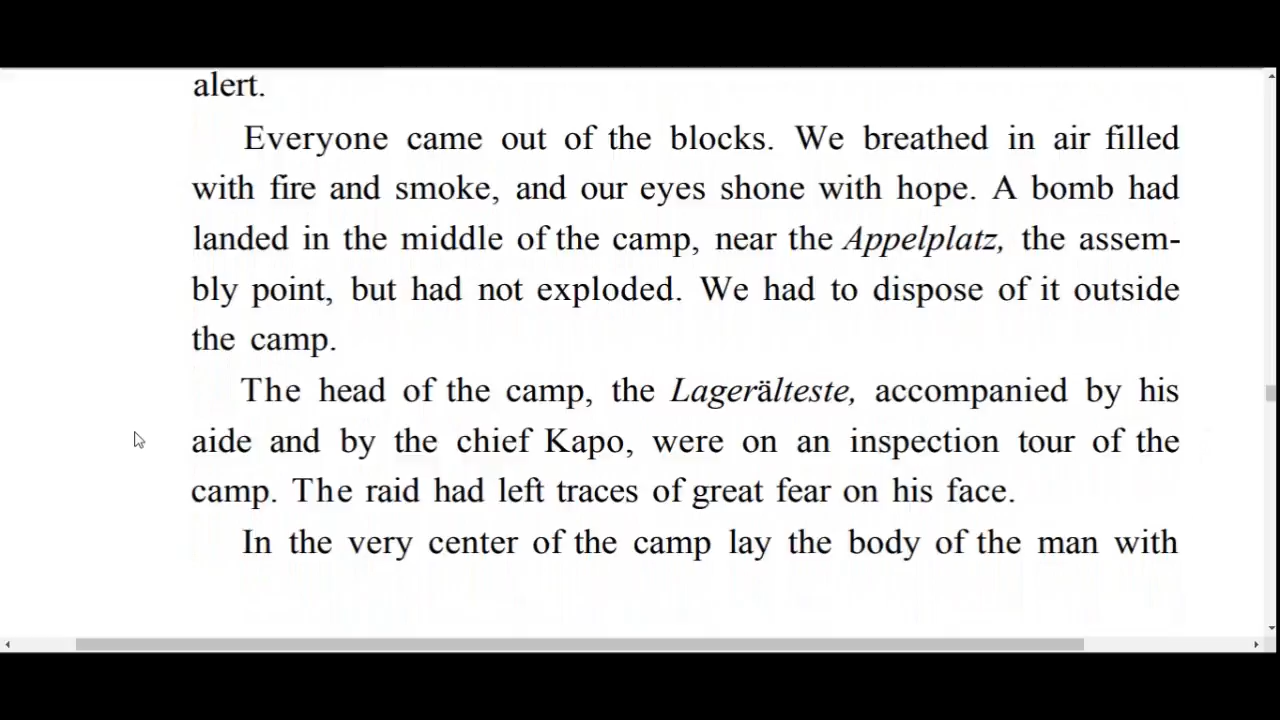 alert.
Everyone came out of the blocks. We breathed in air filled
with fire and smoke, and our eyes shone with hope. A bomb had
landed in the middle of the camp, near the Appelplatz, the assem-
bly point, but had not exploded. We had to dispose of it outside
the camp.
The head of the camp, the Lagerälteste, accompanied by his
aide and by the chief Kapo, were on an inspection tour of the
camp. The raid had left traces of great fear on his face.
In the very center of the camp lay the body of the man with